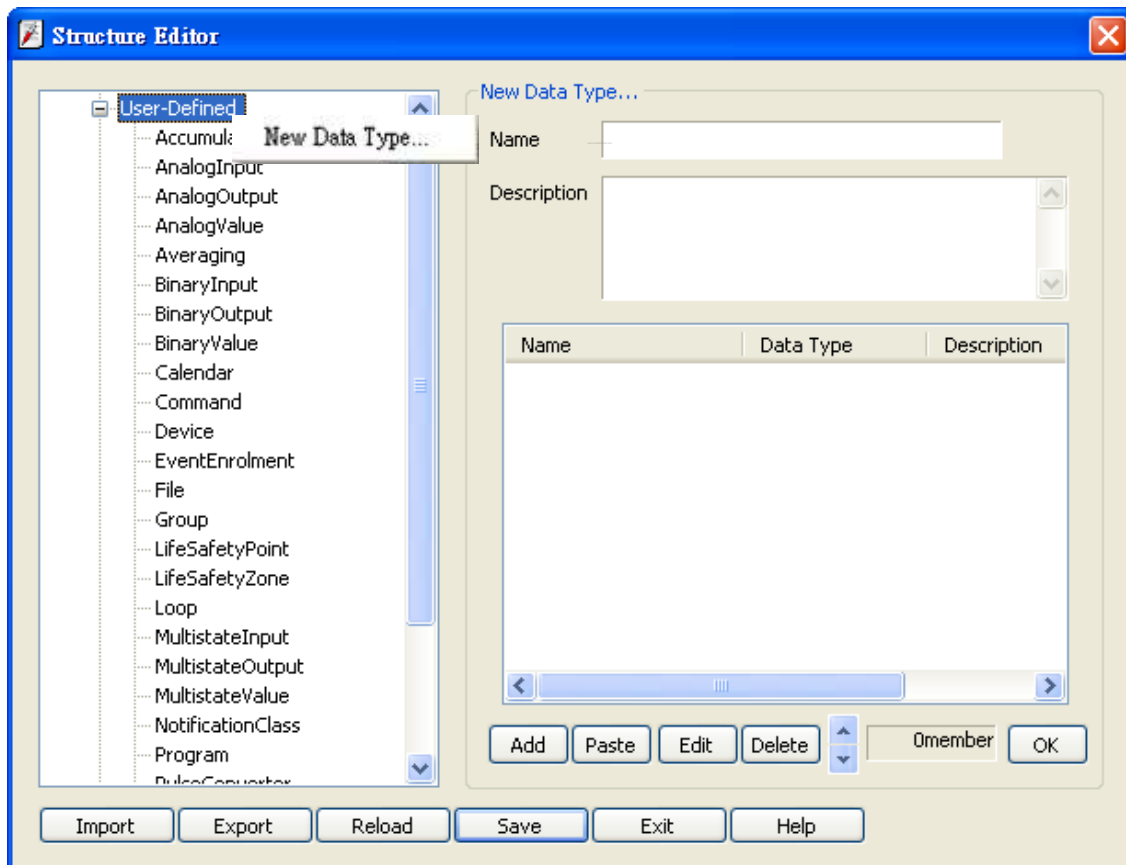 Structure Editor
User-Defined
New Data Type...
AnalogInput
AnalogOutput
AnalogValue
Averaging
BinaryInput
BinaryOutput
BinaryValue
Calendar
Command
Device
EventEnrolment
File
Group
LifeSafetyPoint
LifeSafetyZone
Loop
MultistateInput
MultistateOutput
MultistateValue
NotificationClass
Program
New Data Type...
Name
Description
Name Data Type Description
Add Paste Edit Delete 0member OK
Import Export Reload Save Exit Help